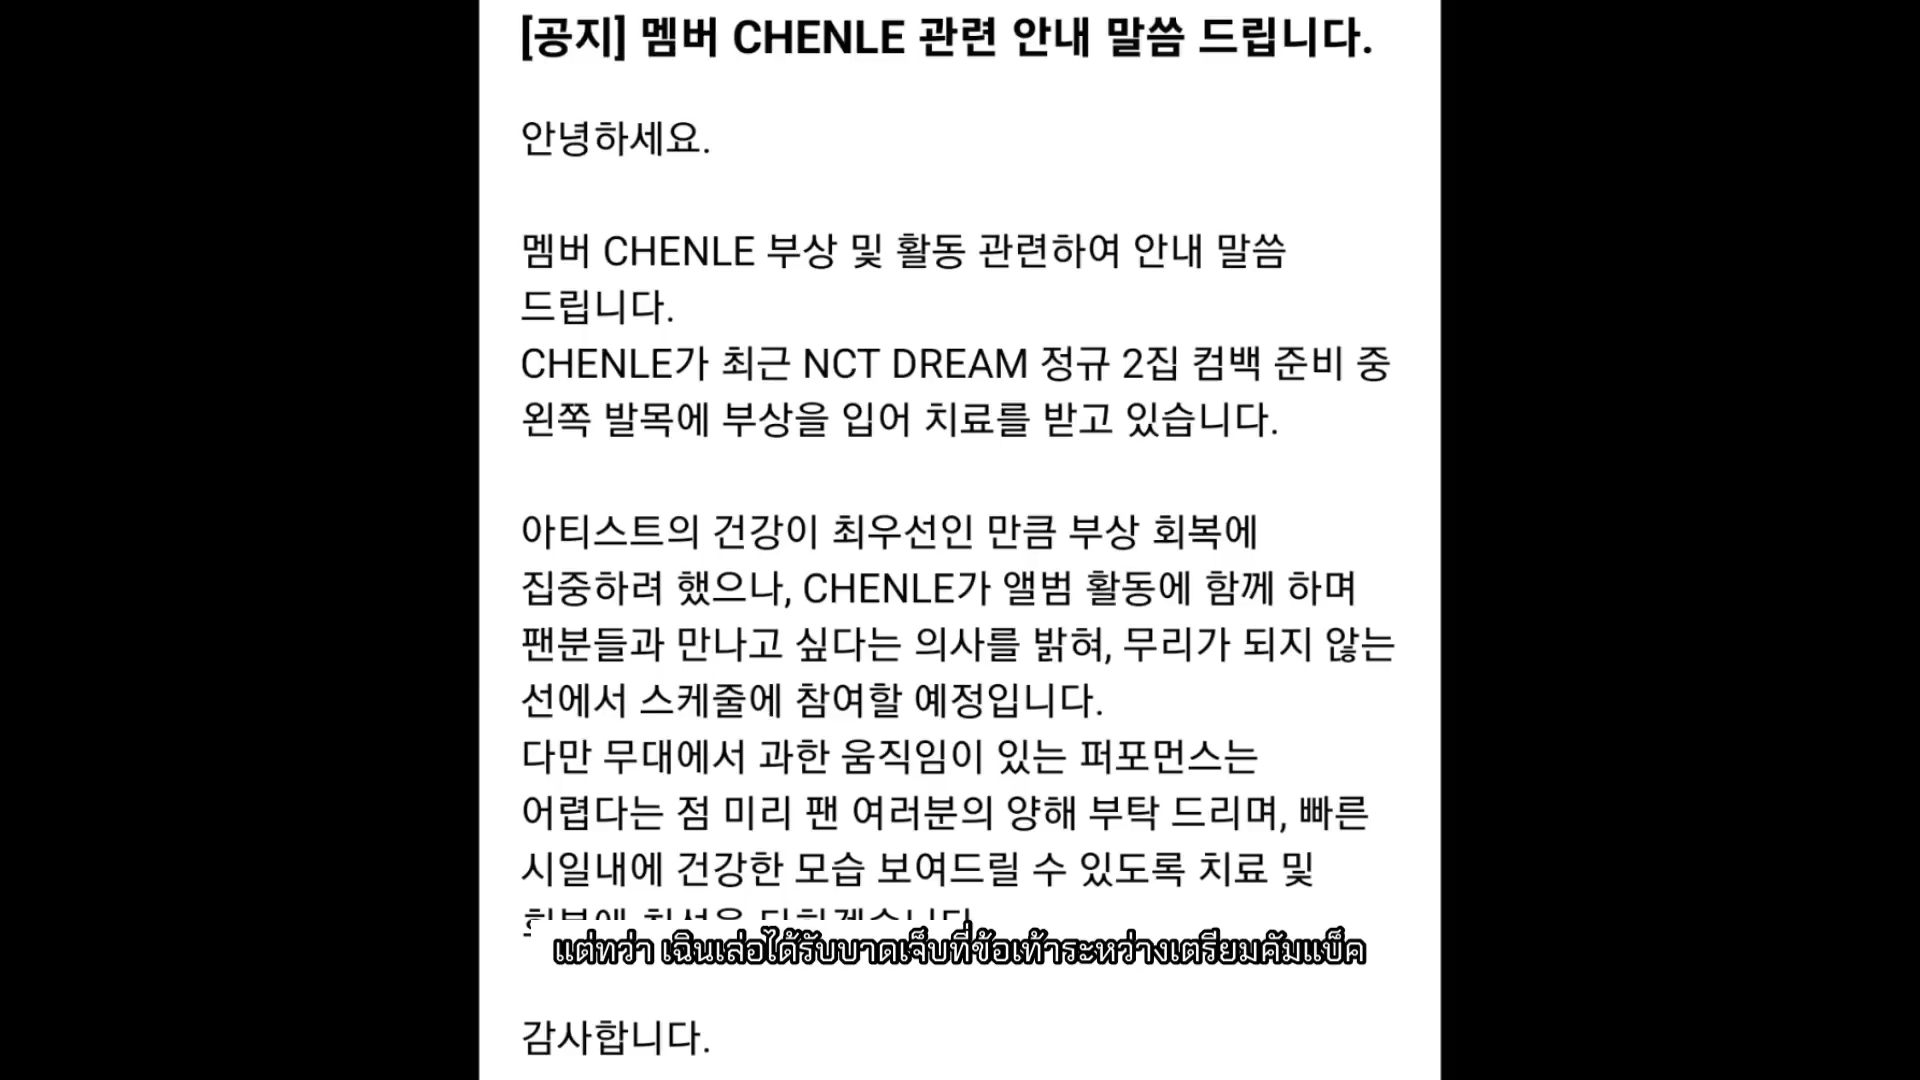 [공지] 멤버 CHENLE 관련 안내 말씀 드립니다.
안녕하세요.
멤버 CHENLE 부상 및 활동 관련하여 안내 말씀
드립니다.
CHENLE가 최근 NCT DREAM 정규 2집 컴백 준비 중
왼쪽 발목에 부상을 입어 치료를 받고 있습니다.
아티스트의 건강이 최우선인 만큼 부상 회복에
집중하려 했으나, CHENLE가 앨범 활동에 함께 하며
팬분들과 만나고 싶다는 의사를 밝혀, 무리가 되지 않는
선에서 스케줄에 참여할 예정입니다.
다만 무대에서 과한 움직임이 있는 퍼포먼스는
어렵다는 점 미리 팬 여러분의 양해 부탁 드리며, 빠른
시일내에 건강한 모습 보여드릴 수 있도록 치료 및
แต่ทว่า เฉินเล่อได้รับบาดเจ็บที่ข้อเท้าระหว่างเตรียมคัมแบ็ค
감사합니다.